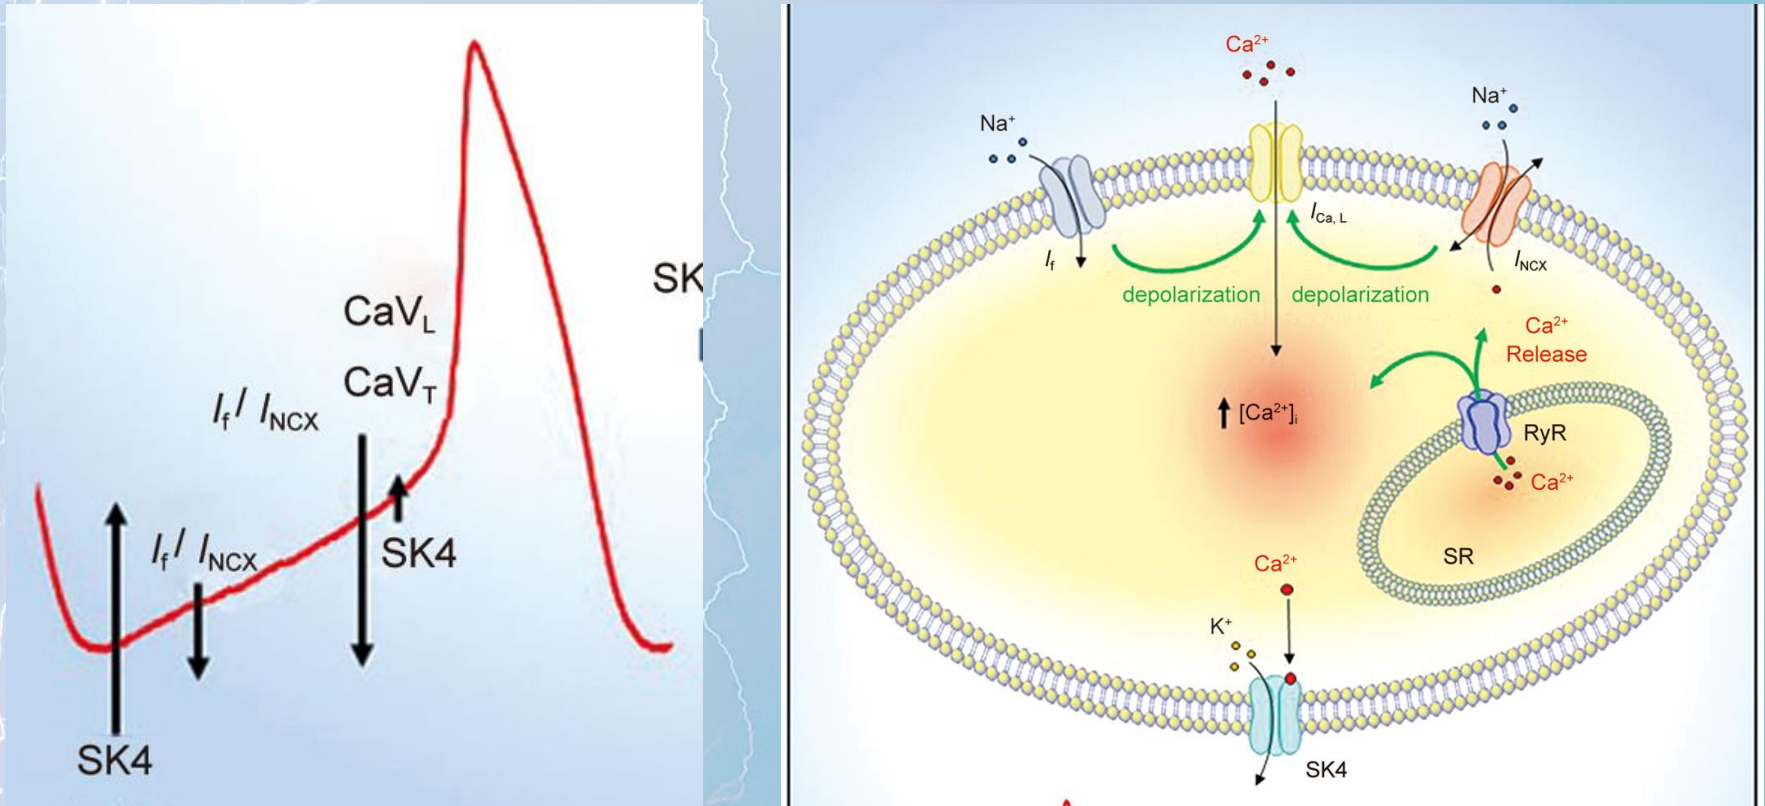 CaV_L
CaV_T
I_f / I_NCX
I_f / I_NCX
SK4
SK4
SK
Ca²⁺
Na⁺
Na⁺
I_Ca, L
I_f
I_NCX
depolarization
depolarization
Ca²⁺
Release
[Ca²⁺]_i
RyR
Ca²⁺
SR
Ca²⁺
K⁺
SK4